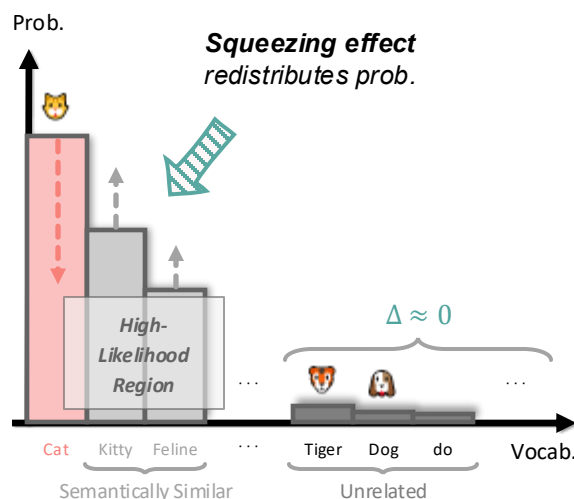 Prob.
Squeezing effect
redistributes prob.
High-
Likelihood
Region
Δ ≈ 0
...
...
Cat
Kitty
Feline
...
Tiger
Dog
do
Vocab.
Semantically Similar
Unrelated